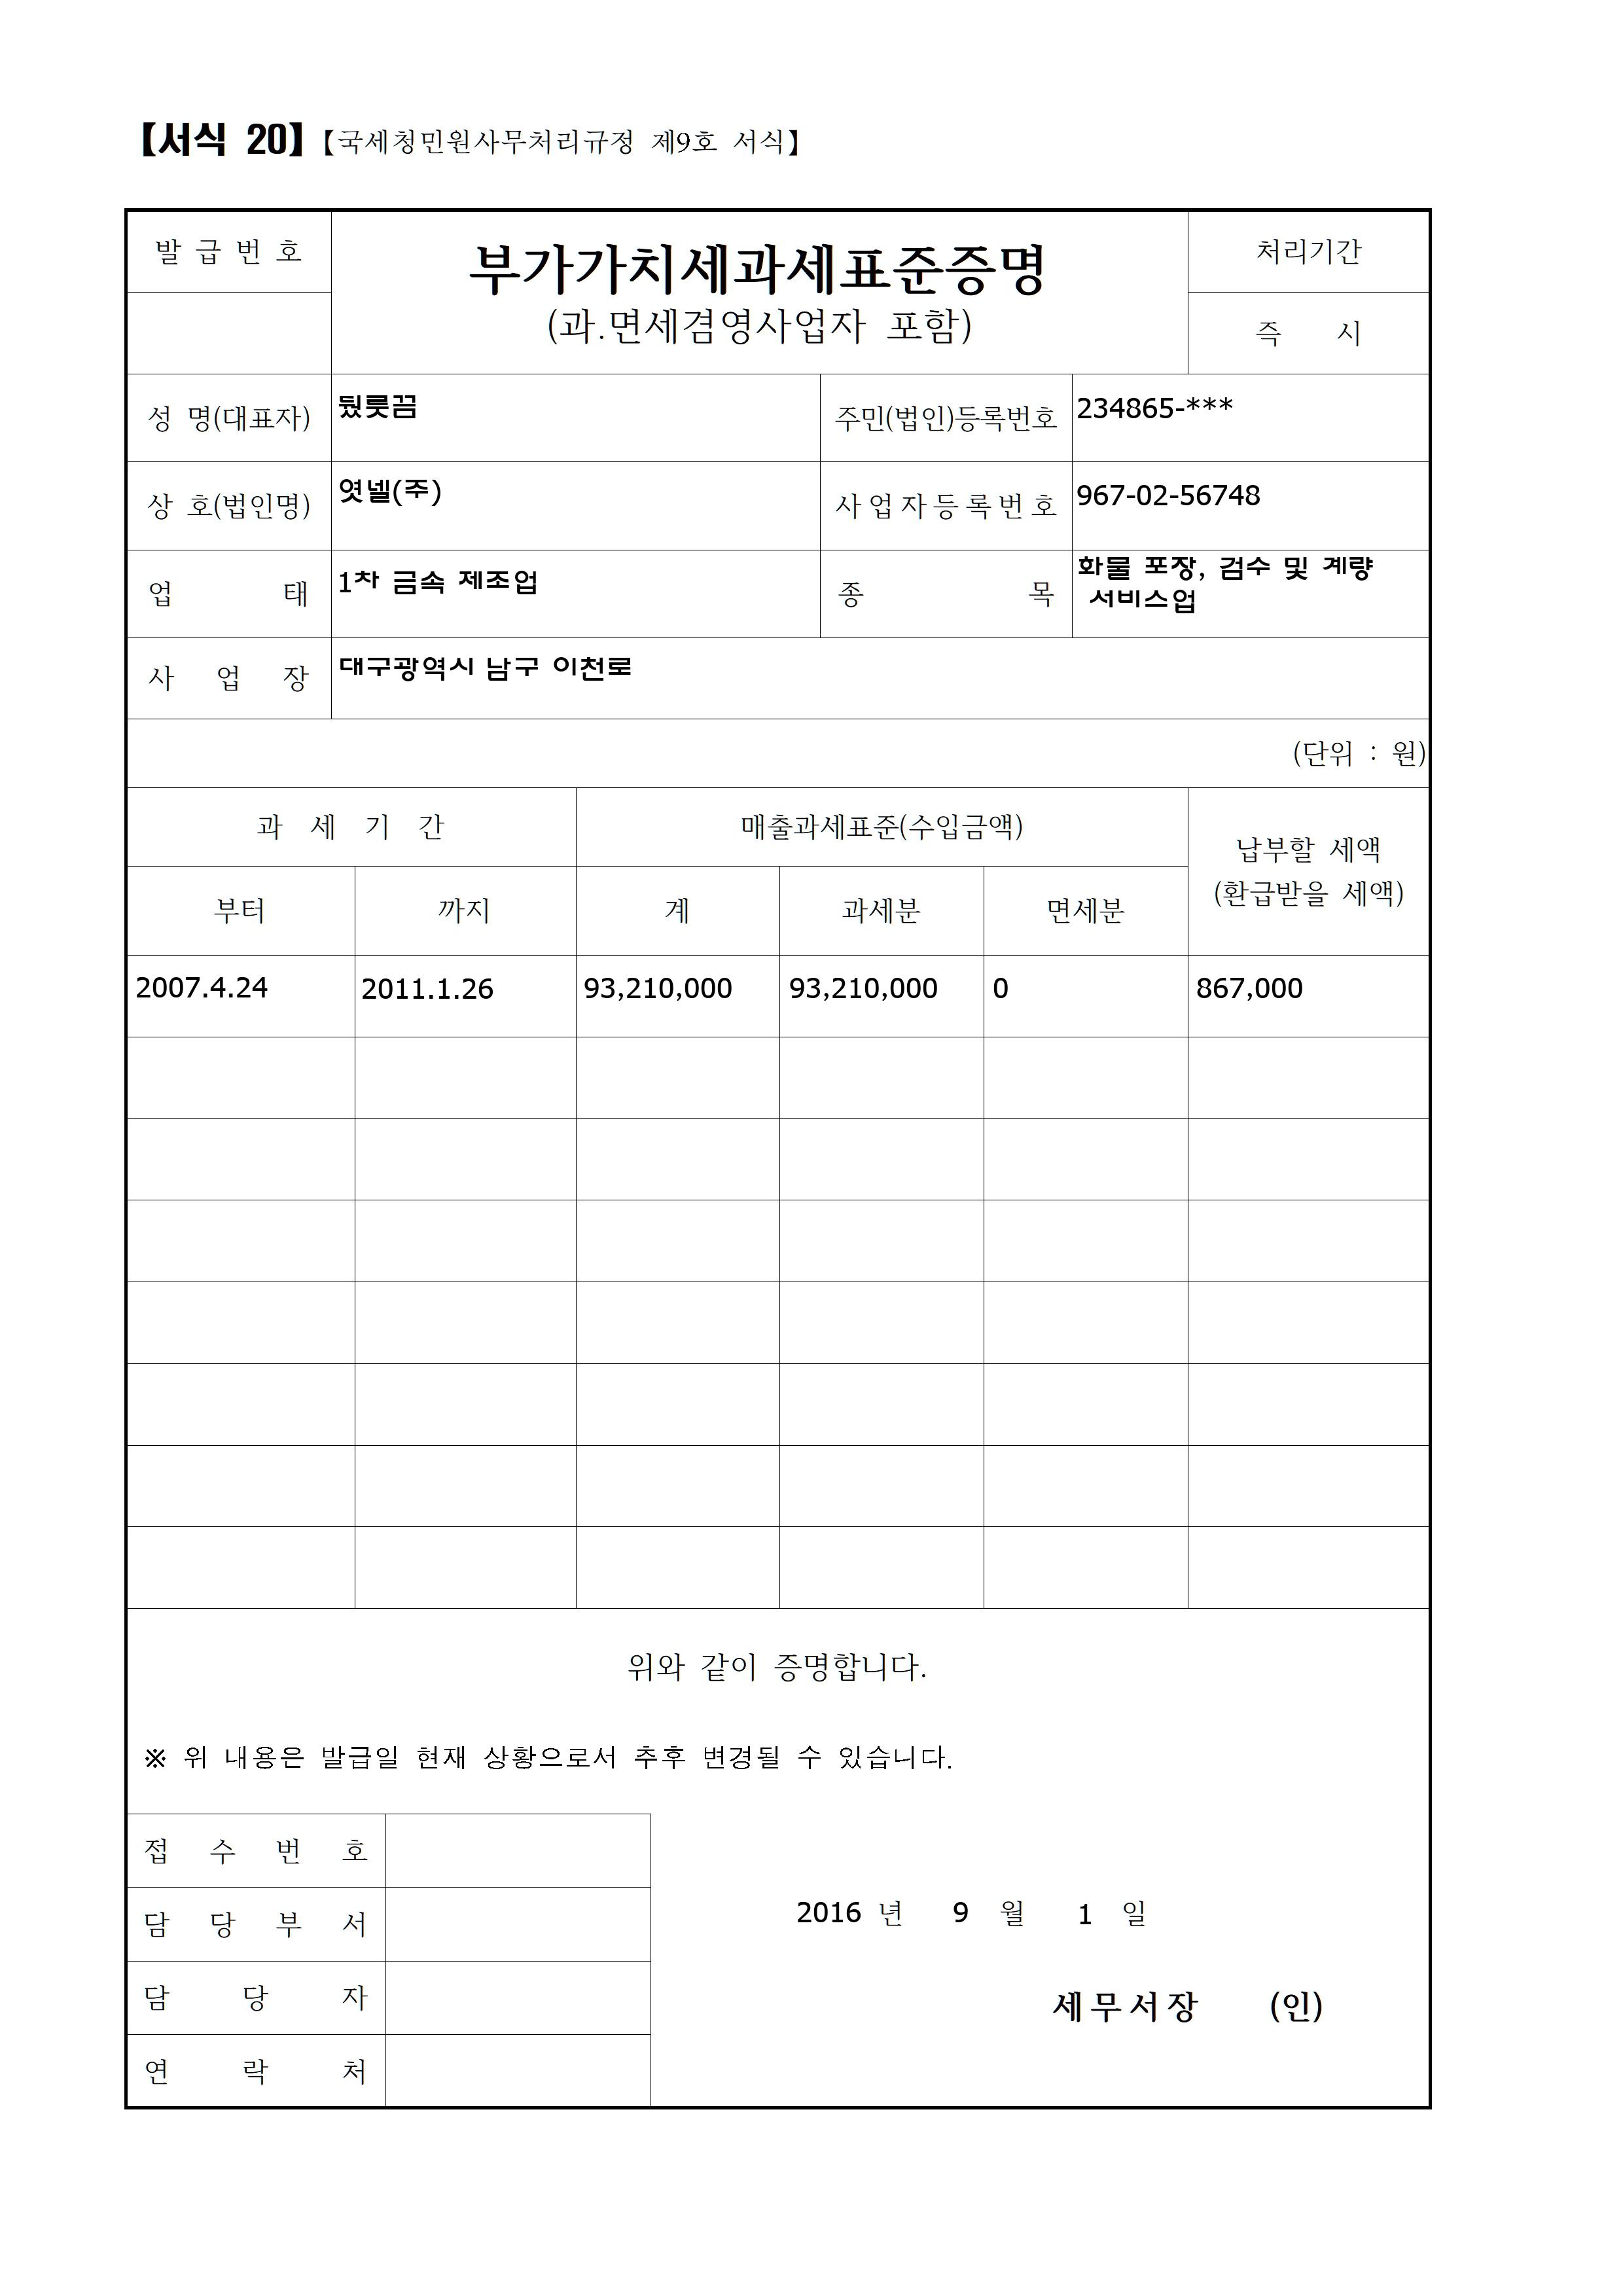 【서식 20】【국세청민원사무처리규정 제9호 서식】
발 급 번 호
부가가치세과세표준증명
(과.면세겸영사업자 포함)
처리기간
즉 시
성 명(대표자) 뒀룻끔 주민(법인)등록번호 234865-***
상 호(법인명) 엿넬(주) 사업자등록번호 967-02-56748
업 태 1차 금속 제조업 종 목 화물 포장, 검수 및 계량
서비스업
사 업 장 대구광역시 남구 이천로
(단위 : 원)
과 세 기 간 매출과세표준(수입금액) 납부할 세액
(환급받을 세액)
부터 까지 계 과세분 면세분
2007.4.24 2011.1.26 93,210,000 93,210,000 0 867,000
위와 같이 증명합니다.
※ 위 내용은 발급일 현재 상황으로서 추후 변경될 수 있습니다.
접 수 번 호
담 당 부 서
담 당 자
연 락 처
2016 년 9 월 1 일
세무서장 (인)